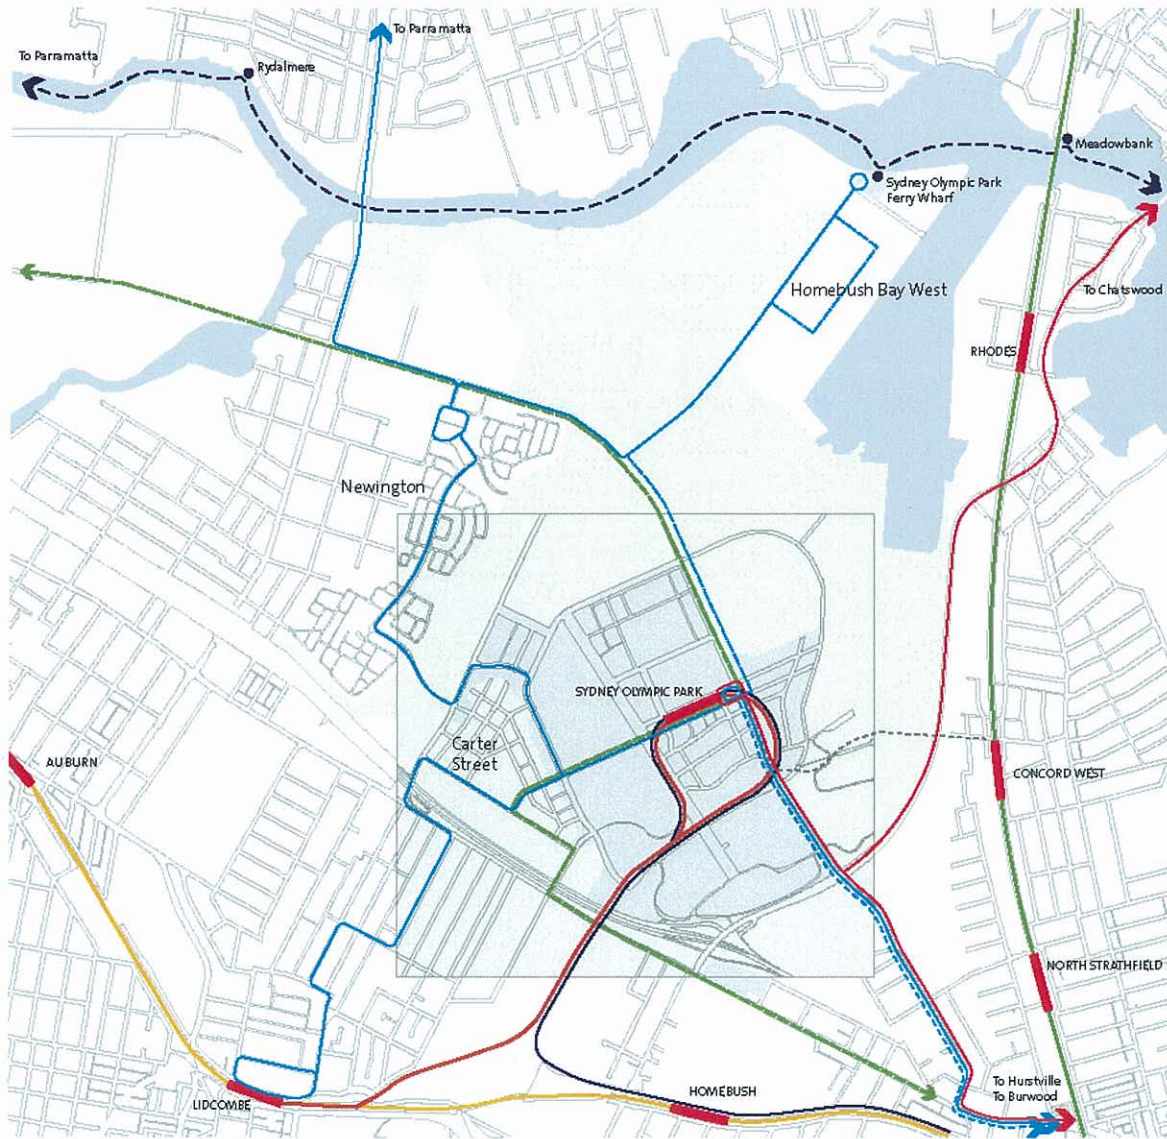 To Parramatta
To Parramatta
Rydalmere
Meadowbank
Sydney Olympic Park
Ferry Wharf
Homebush Bay West
To Chatswood
RHODES
Newington
SYDNEY OLYMPIC PARK
Carter
Street
AUBURN
CONCORD WEST
NORTH STRATHFIELD
To Hurstville
To Burwood
HOMEBUSH
LIDCOMBE